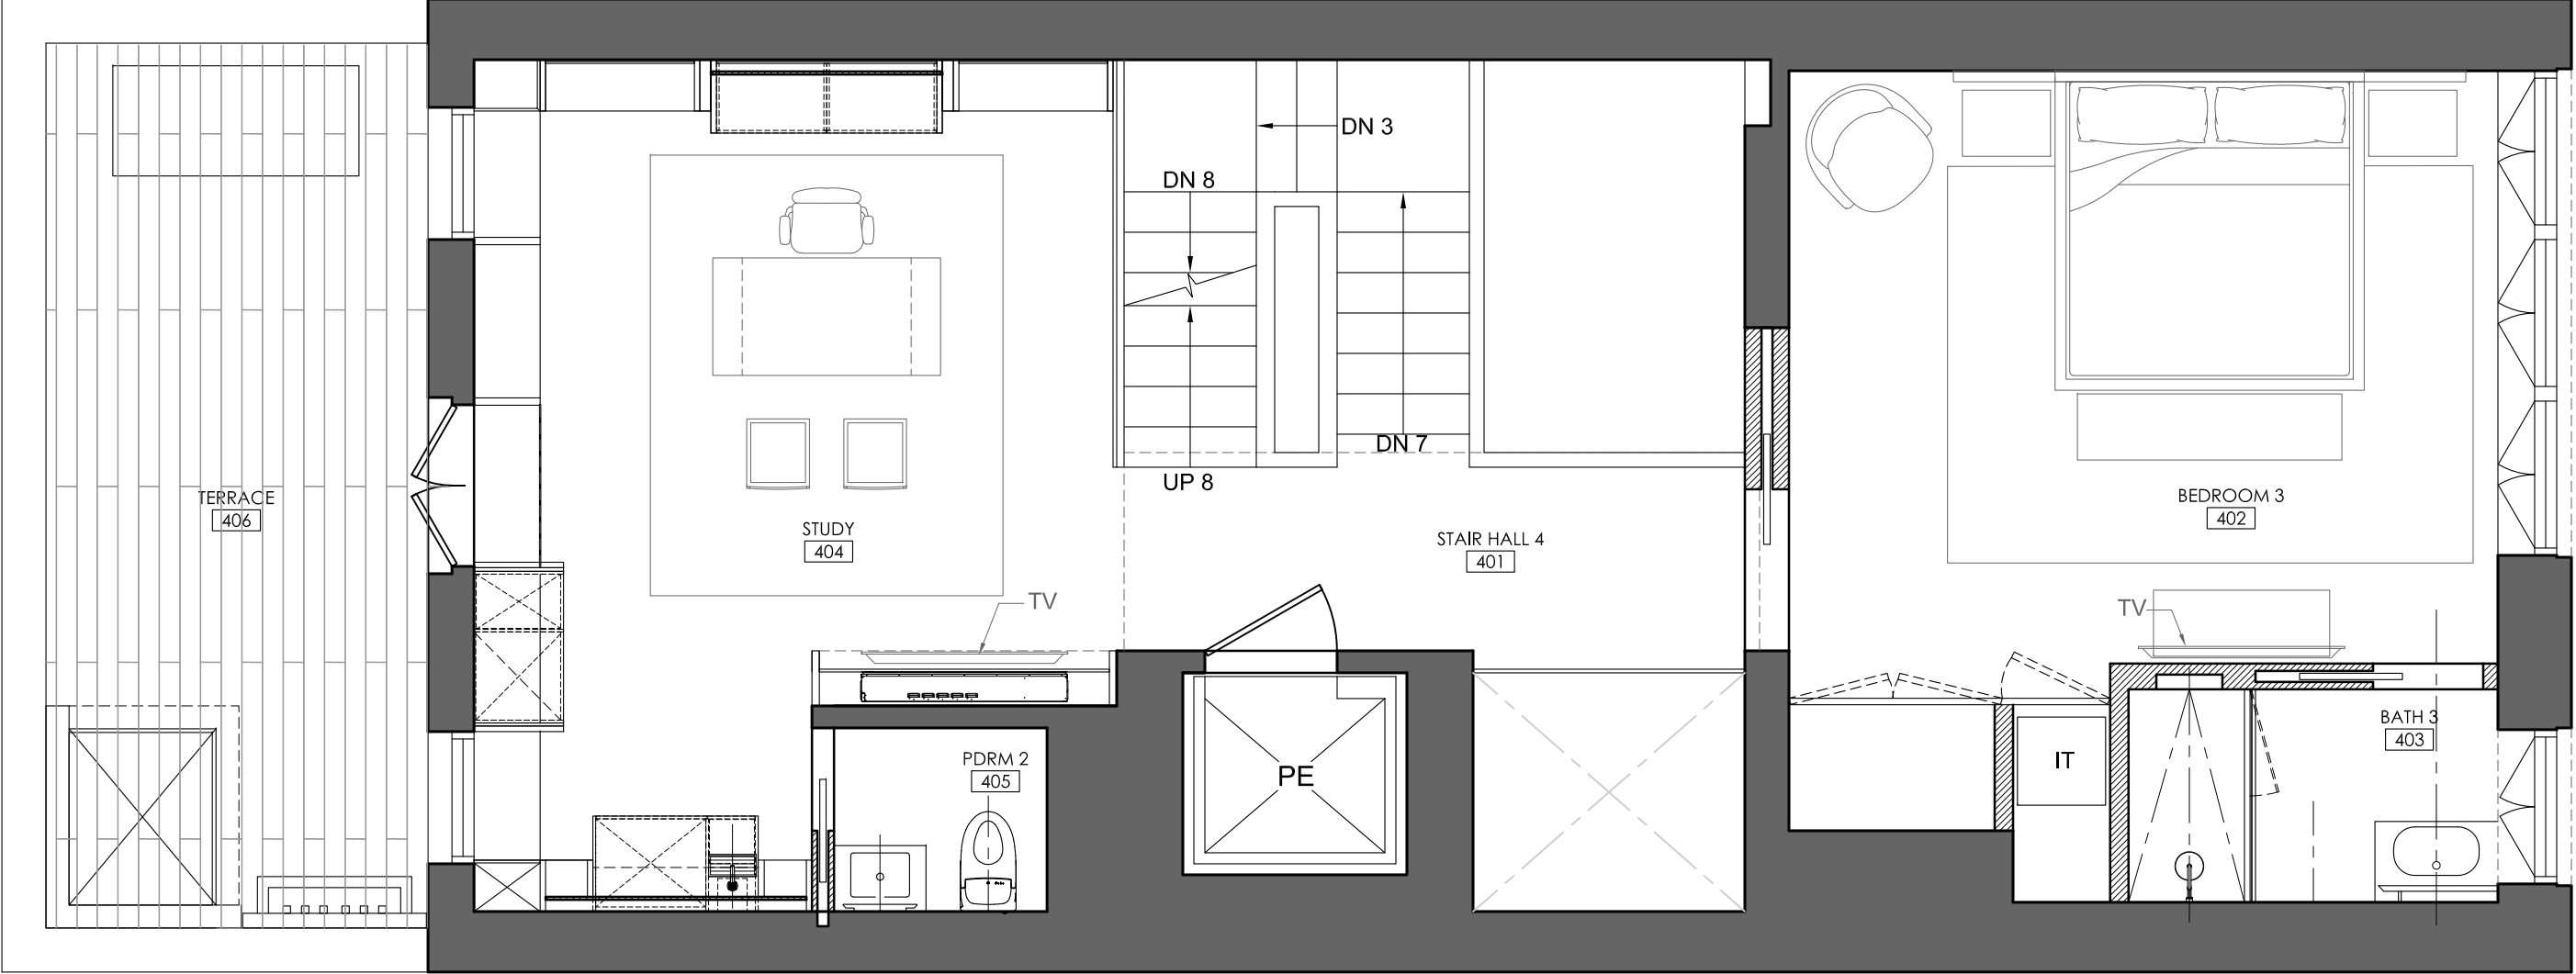 DN 3
DN 8
DN 7
UP 8
TERRACE
406
STUDY
404
STAIR HALL 4
401
BEDROOM 3
402
TV
TV
PDRM 2
405
PE
IT
BATH 3
403